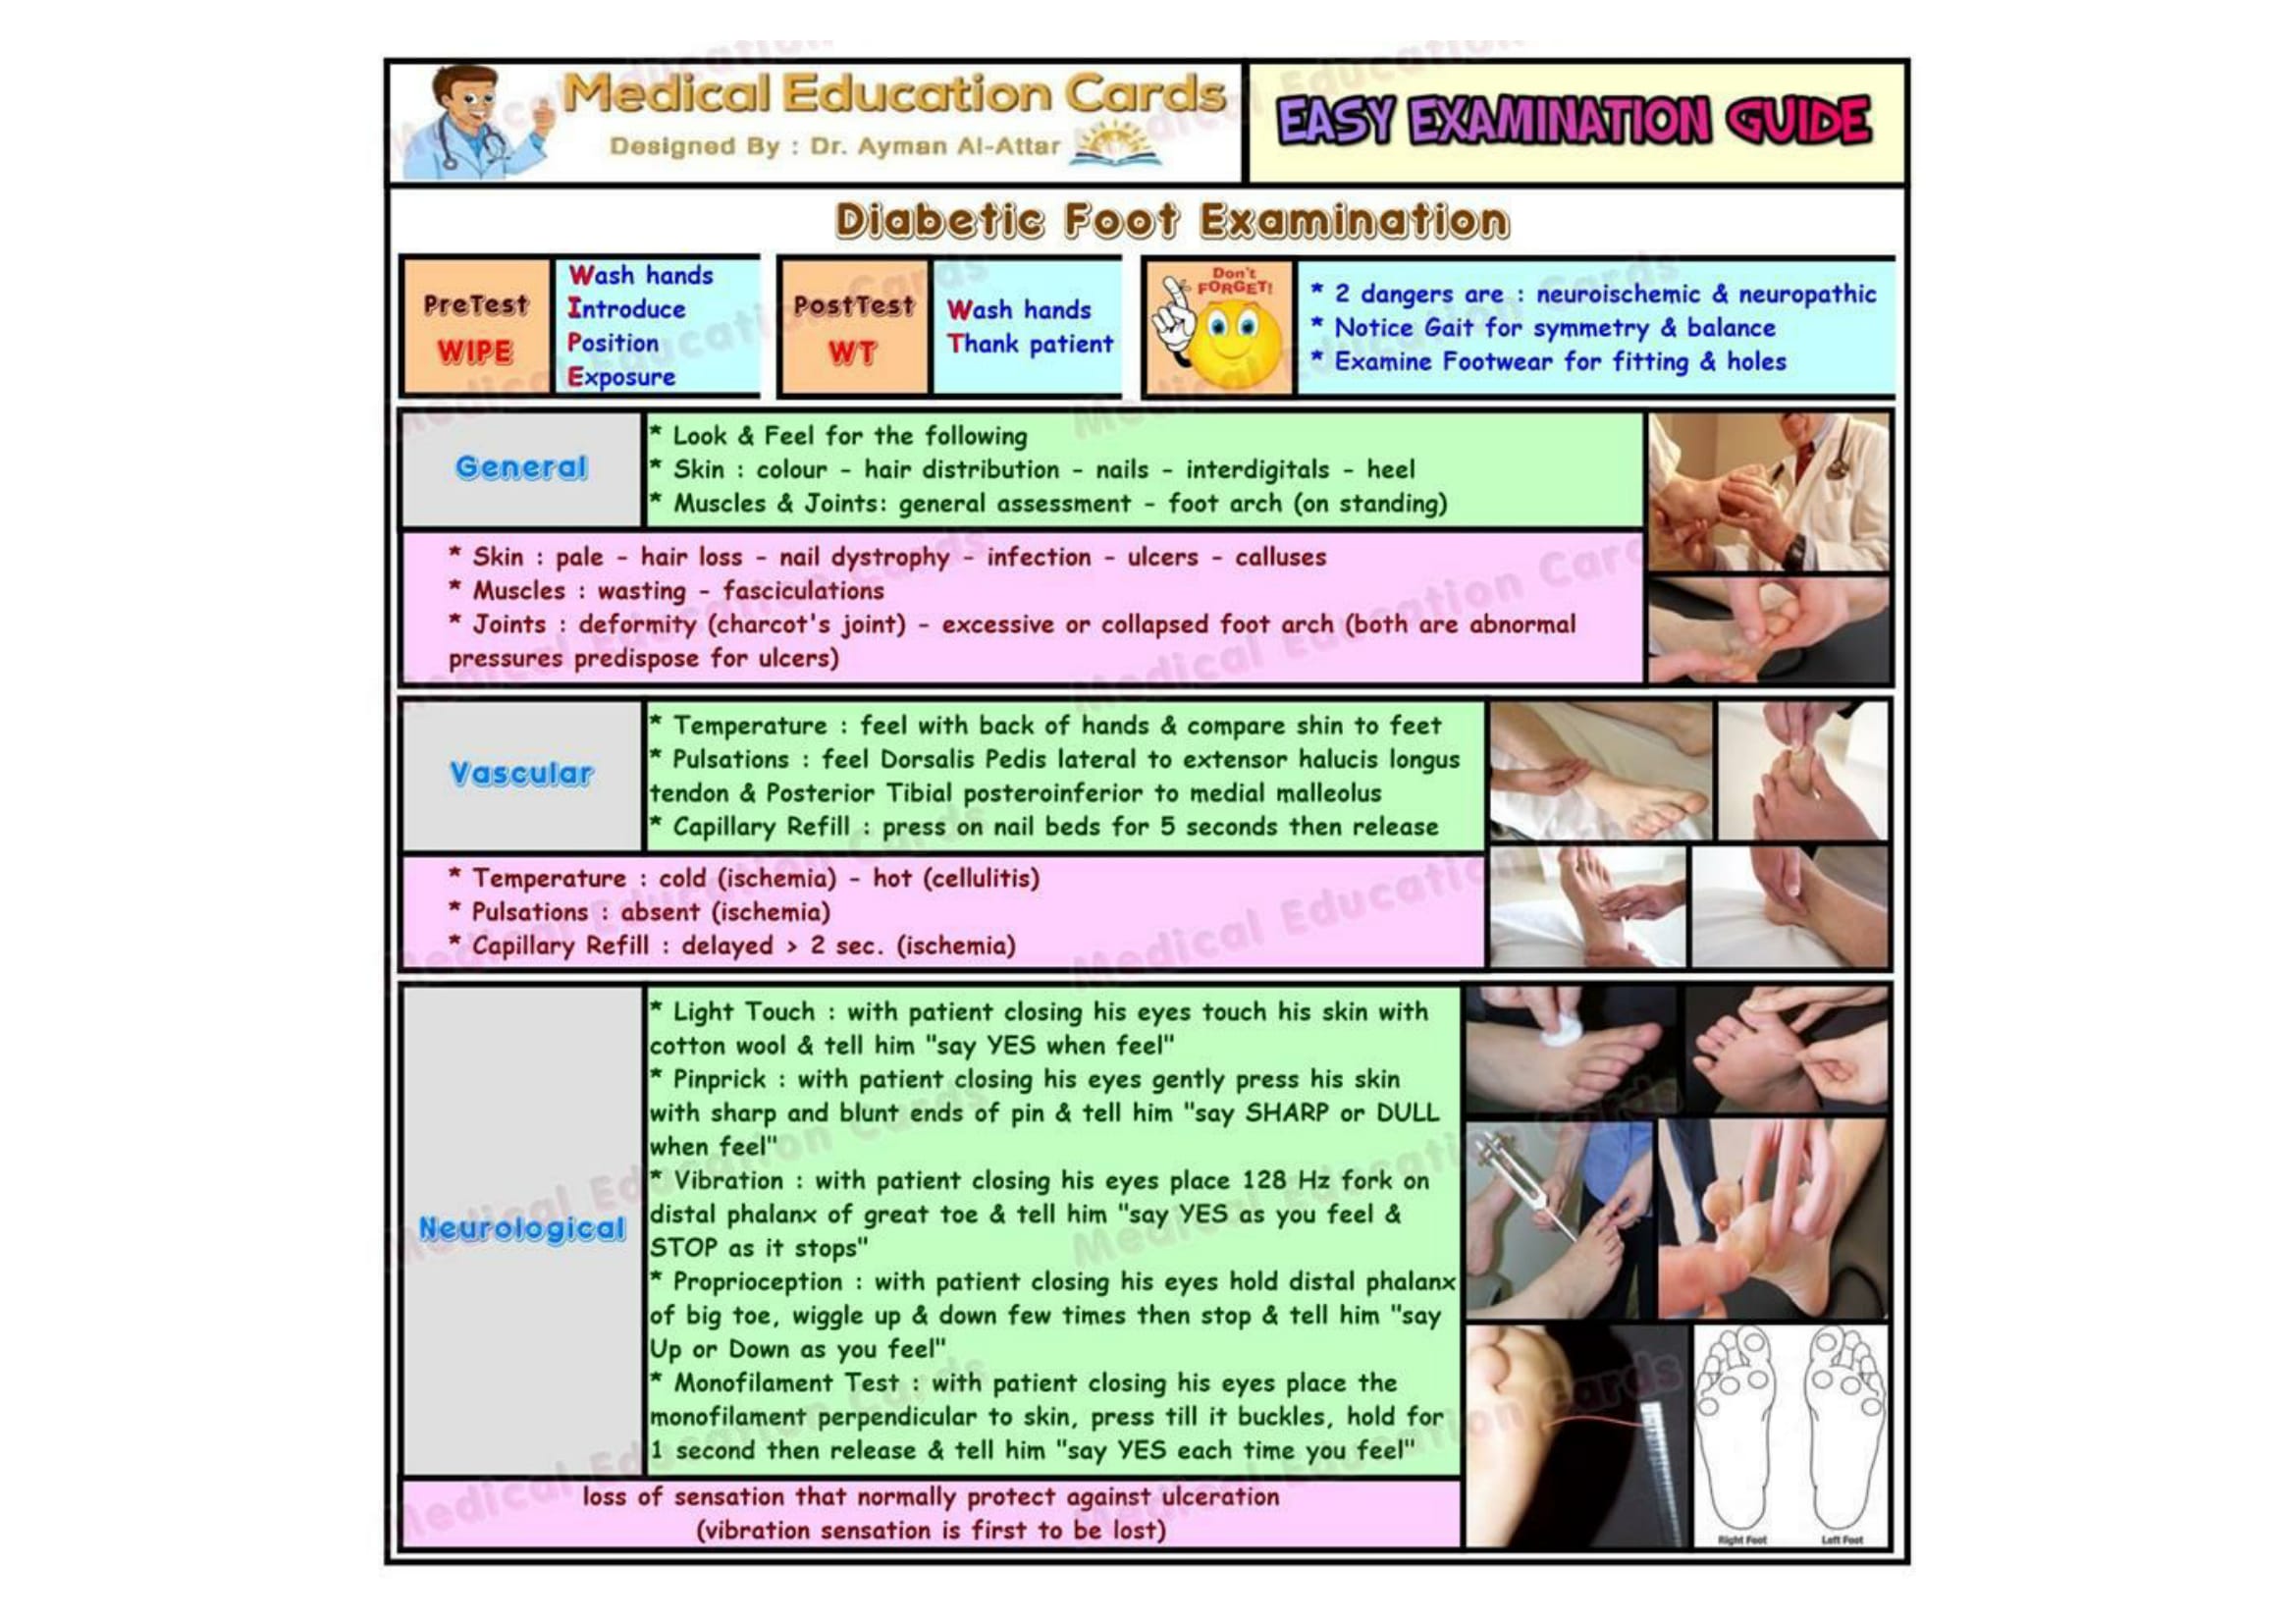 Medical Education Cards
Designed By : Dr. Ayman Al-Attar
EASY EXAMINATION GUIDE
Diabetic Foot Examination
PreTest
WIPE
Wash hands
Introduce
Position
Exposure
PostTest
WT
Wash hands
Thank patient
Don't
FORGET!
* 2 dangers are : neuroischemic & neuropathic
* Notice Gait for symmetry & balance
* Examine Footwear for fitting & holes
General
* Look & Feel for the following
* Skin : colour - hair distribution - nails - interdigitals - heel
* Muscles & Joints: general assessment - foot arch (on standing)
* Skin : pale - hair loss - nail dystrophy - infection - ulcers - calluses
* Muscles : wasting - fasciculations
* Joints : deformity (charcot's joint) - excessive or collapsed foot arch (both are abnormal
pressures predispose for ulcers)
Vascular
* Temperature : feel with back of hands & compare shin to feet
* Pulsations : feel Dorsalis Pedis lateral to extensor halucis longus
tendon & Posterior Tibial posteroinferior to medial malleolus
* Capillary Refill : press on nail beds for 5 seconds then release
* Temperature : cold (ischemia) - hot (cellulitis)
* Pulsations : absent (ischemia)
* Capillary Refill : delayed > 2 sec. (ischemia)
Neurological
* Light Touch : with patient closing his eyes touch his skin with
cotton wool & tell him "say YES when feel"
* Pinprick : with patient closing his eyes gently press his skin
with sharp and blunt ends of pin & tell him "say SHARP or DULL
when feel"
* Vibration : with patient closing his eyes place 128 Hz fork on
distal phalanx of great toe & tell him "say YES as you feel &
STOP as it stops"
* Proprioception : with patient closing his eyes hold distal phalanx
of big toe, wiggle up & down few times then stop & tell him "say
Up or Down as you feel"
* Monofilament Test : with patient closing his eyes place the
monofilament perpendicular to skin, press till it buckles, hold for
1 second then release & tell him "say YES each time you feel"
loss of sensation that normally protect against ulceration
(vibration sensation is first to be lost)
Right Foot
Left Foot